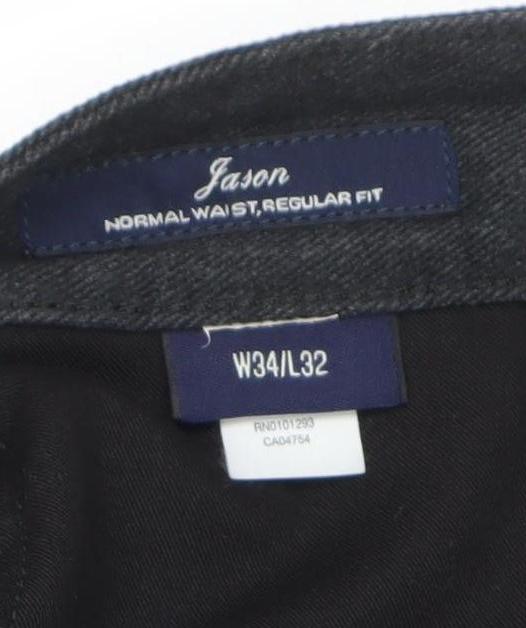 Jason
NORMAL WAIST, REGULAR FIT
W34/L32
RN0101293
CA04754